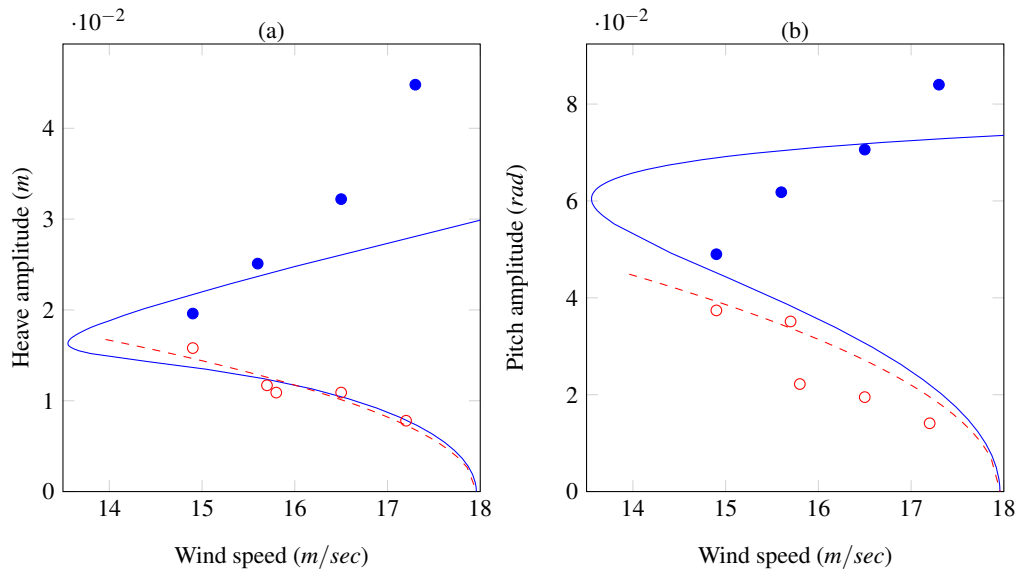 ·10⁻²
(a)
4
3
2
1
0
Heave amplitude (m)
14 15 16 17 18
Wind speed (m/sec)
·10⁻²
(b)
8
6
4
2
0
Pitch amplitude (rad)
14 15 16 17 18
Wind speed (m/sec)